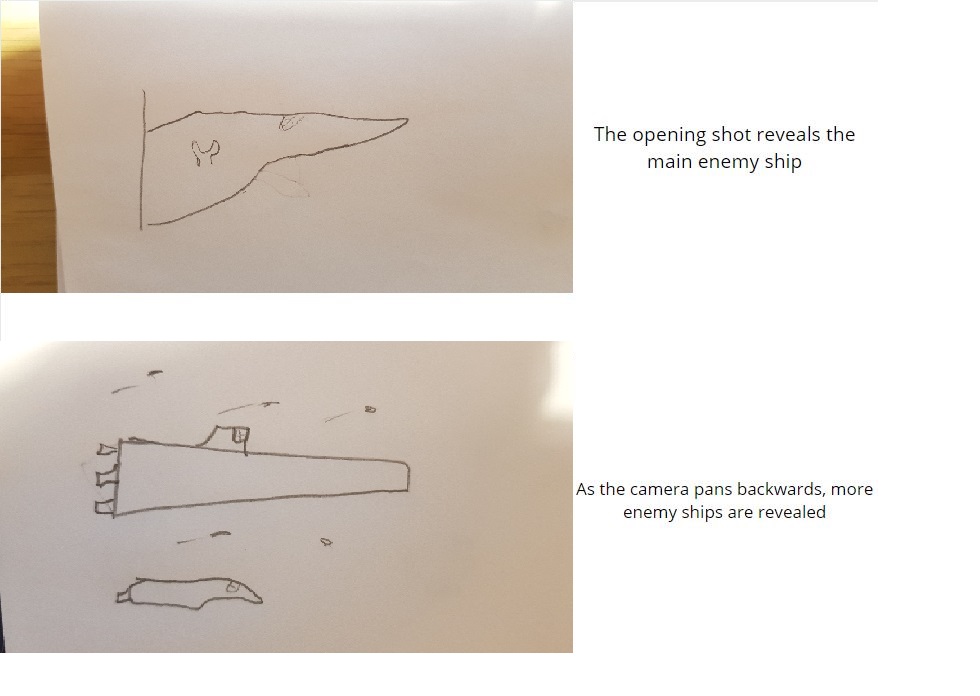 The opening shot reveals the
main enemy ship
As the camera pans backwards, more
enemy ships are revealed